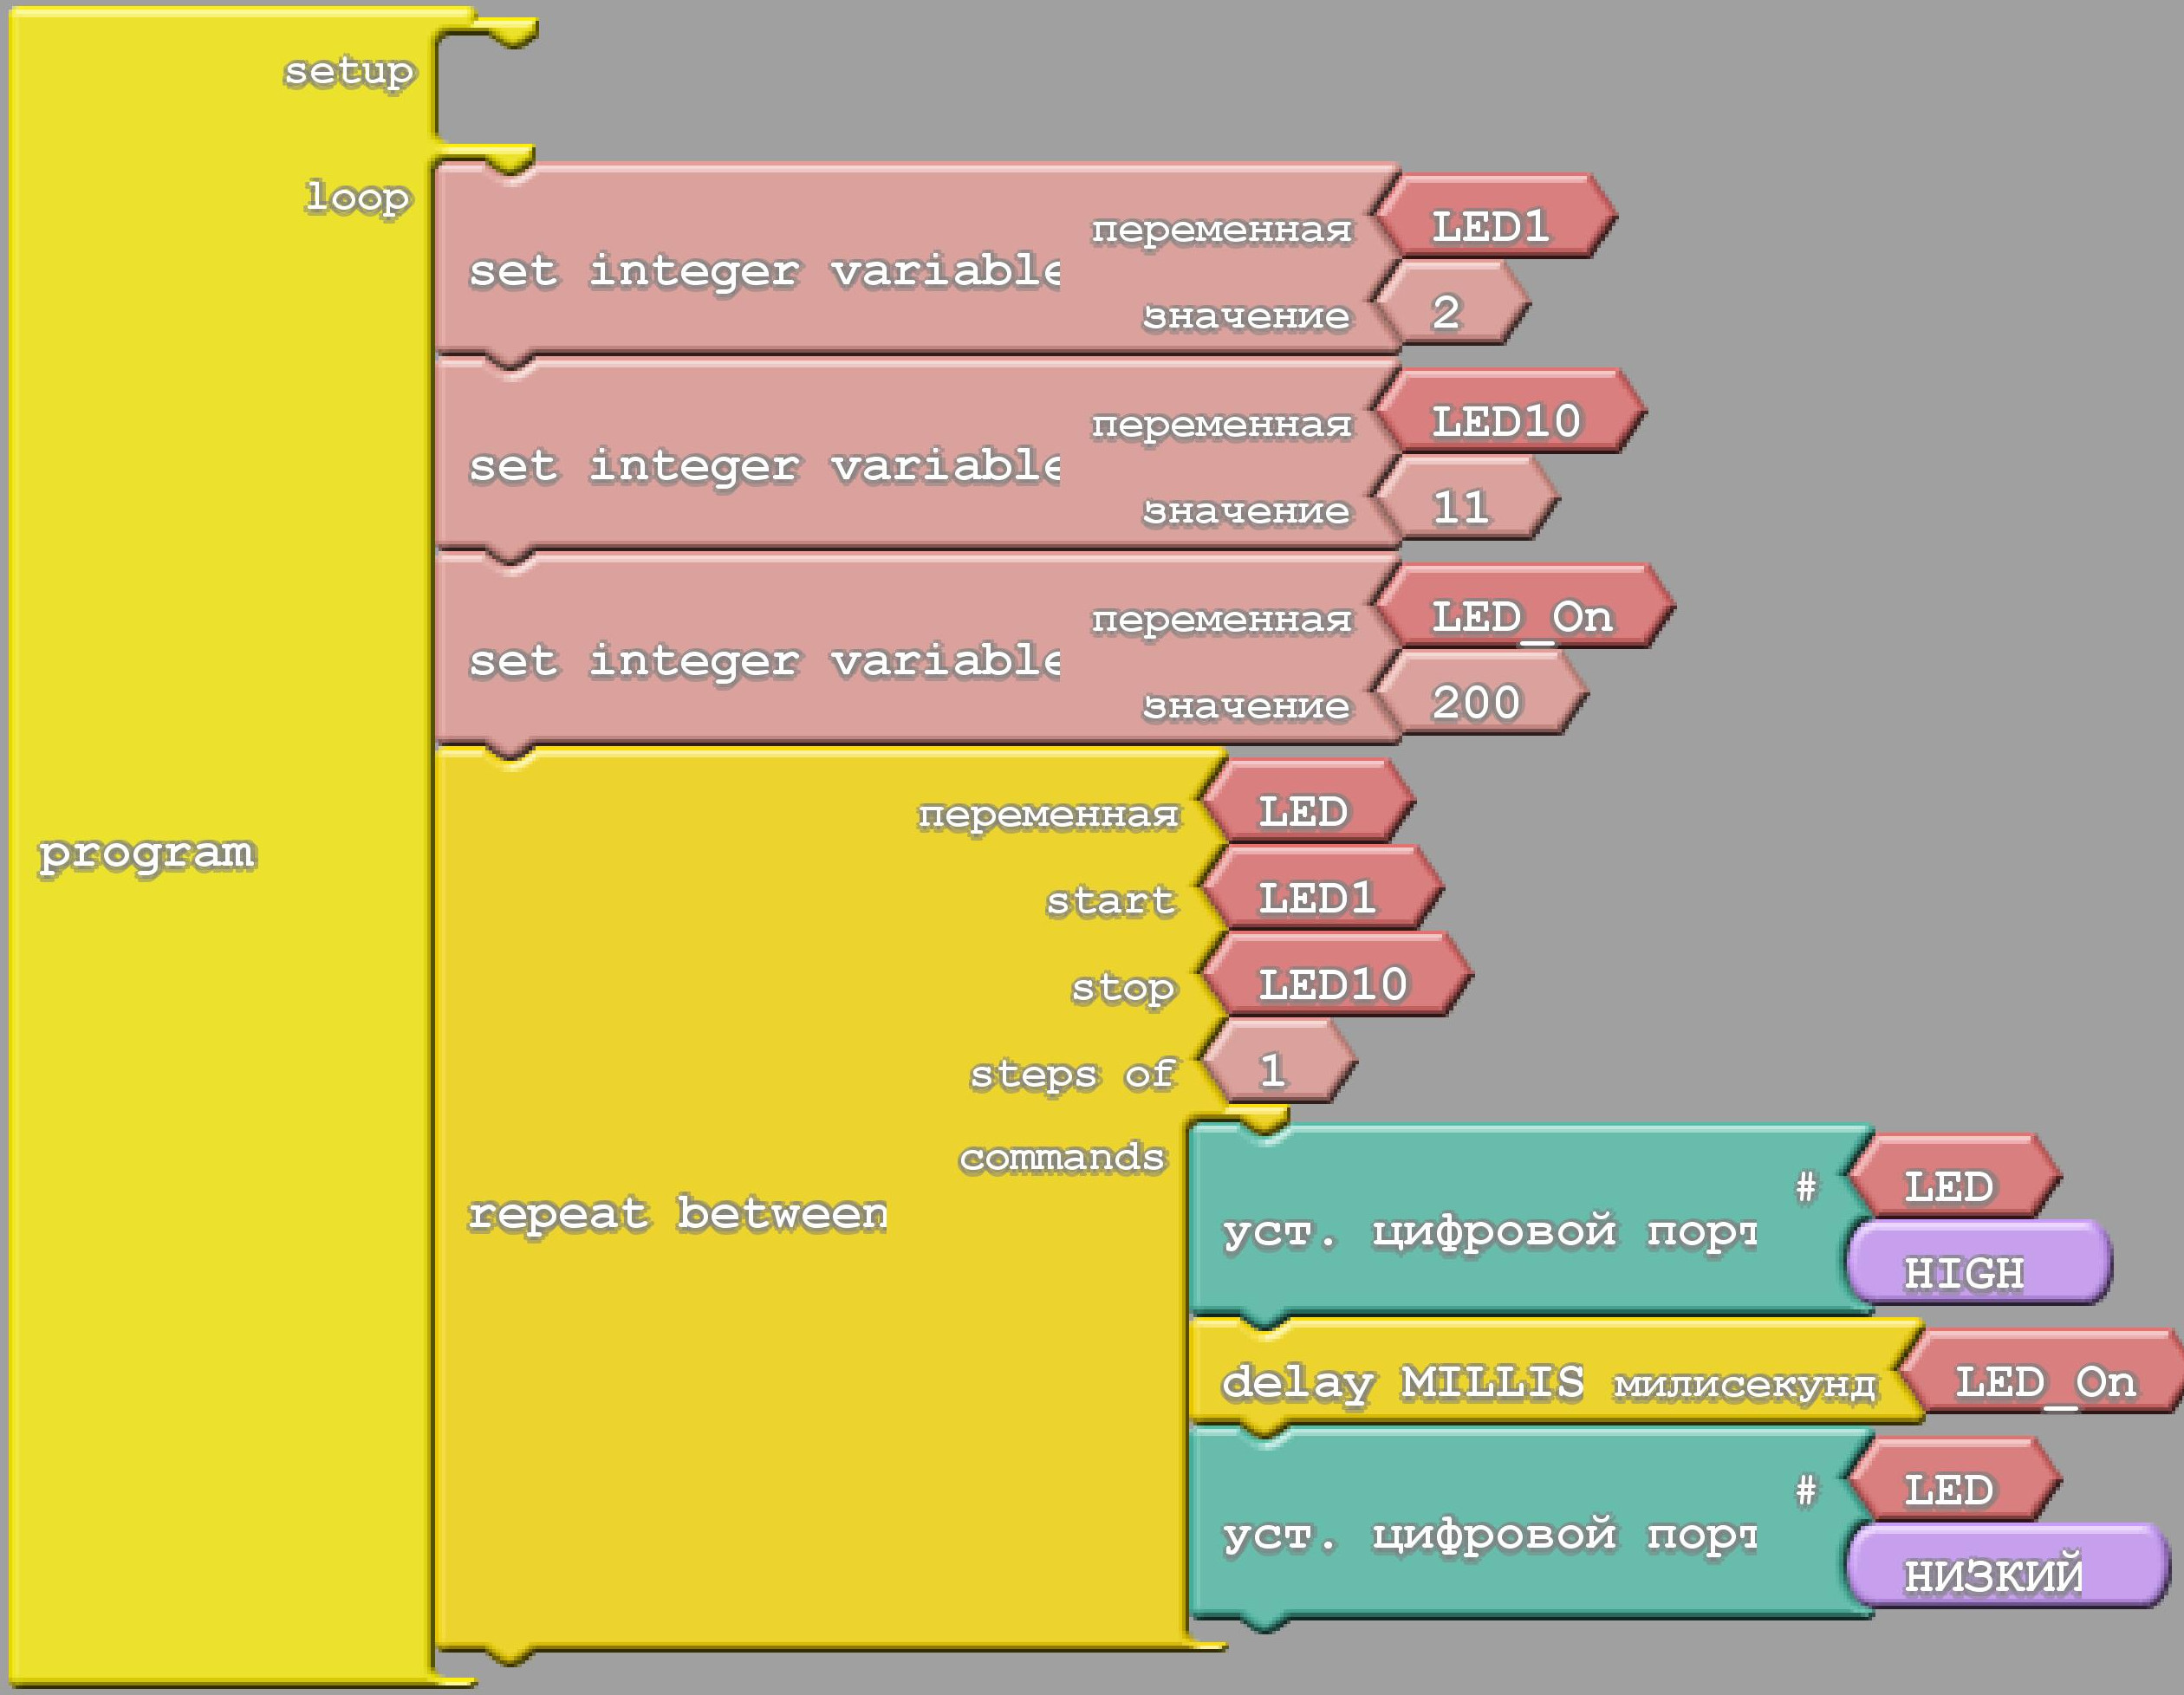 setup
loop
set integer variable
переменная
LED1
значение
2
set integer variable
переменная
LED10
значение
11
set integer variable
переменная
LED_On
значение
200
program
repeat between
переменная
LED
start
LED1
stop
LED10
steps of
1
commands
уст. цифровой порт
#
LED
HIGH
delay MILLIS милисекунд
LED_On
уст. цифровой порт
#
LED
НИЗКИЙ